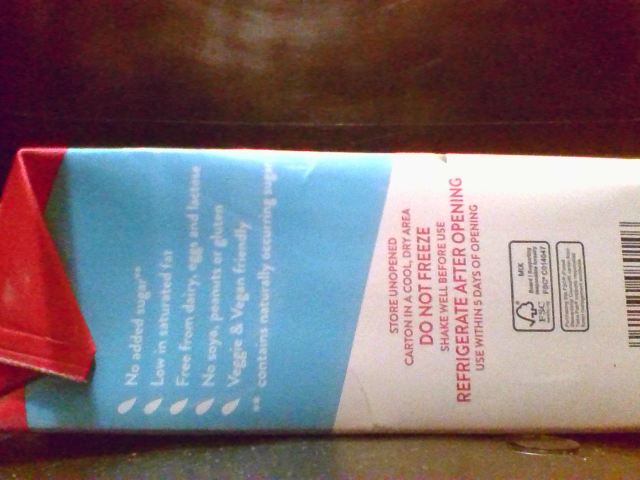 No added sugar**
Low in saturated fat
Free from dairy, eggs and lactose
No soya, peanuts or gluten
Veggie & Vegan friendly
** contains naturally occurring sugar
STORE UNOPENED
CARTON IN A COOL, DRY AREA
DO NOT FREEZE
SHAKE WELL BEFORE USE
REFRIGERATE AFTER OPENING
USE WITHIN 5 DAYS OF OPENING
FSC
MIX
FSC® C014047